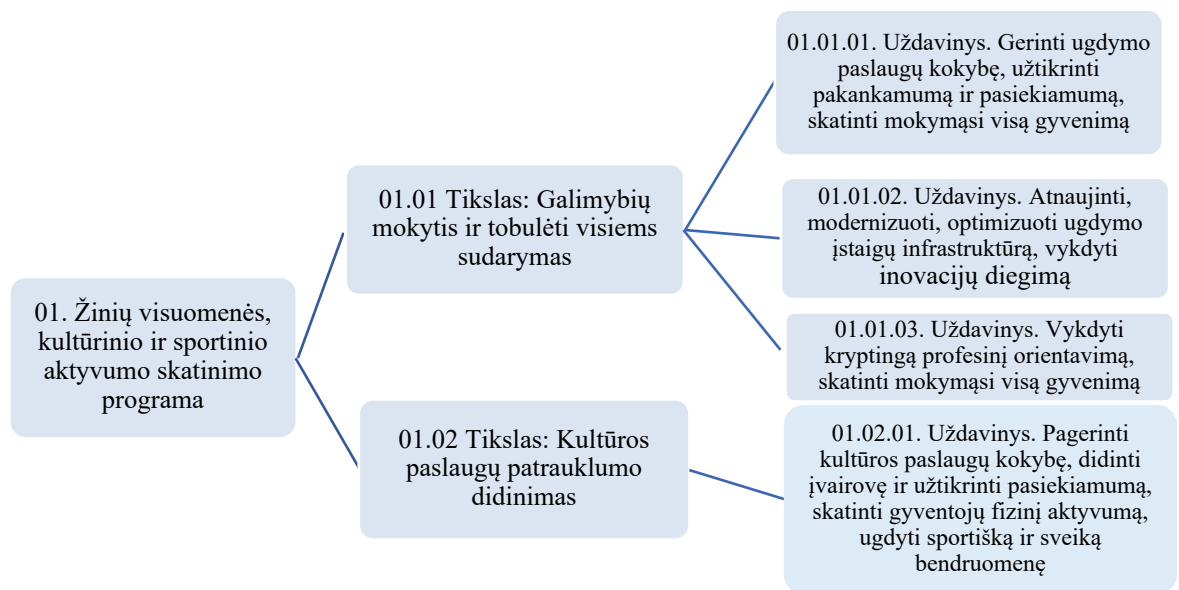 01. Žinių visuomenės,
kultūrinio ir sportinio
aktyvumo skatinimo
programa
01.01 Tikslas: Galimybių
mokytis ir tobulėti visiems
sudarymas
01.01.01. Uždavinys. Gerinti ugdymo
paslaugų kokybę, užtikrinti
pakankamumą ir pasiekiamumą,
skatinti mokymąsi visą gyvenimą
01.01.02. Uždavinys. Atnaujinti,
modernizuoti, optimizuoti ugdymo
įstaigų infrastruktūrą, vykdyti
inovacijų diegimą
01.01.03. Uždavinys. Vykdyti
kryptingą profesinį orientavimą,
skatinti mokymąsi visą gyvenimą
01.02 Tikslas: Kultūros
paslaugų patrauklumo
didinimas
01.02.01. Uždavinys. Pagerinti
kultūros paslaugų kokybę, didinti
įvairovę ir užtikrinti pasiekiamumą,
skatinti gyventojų fizinį aktyvumą,
ugdyti sportišką ir sveiką
bendruomenę